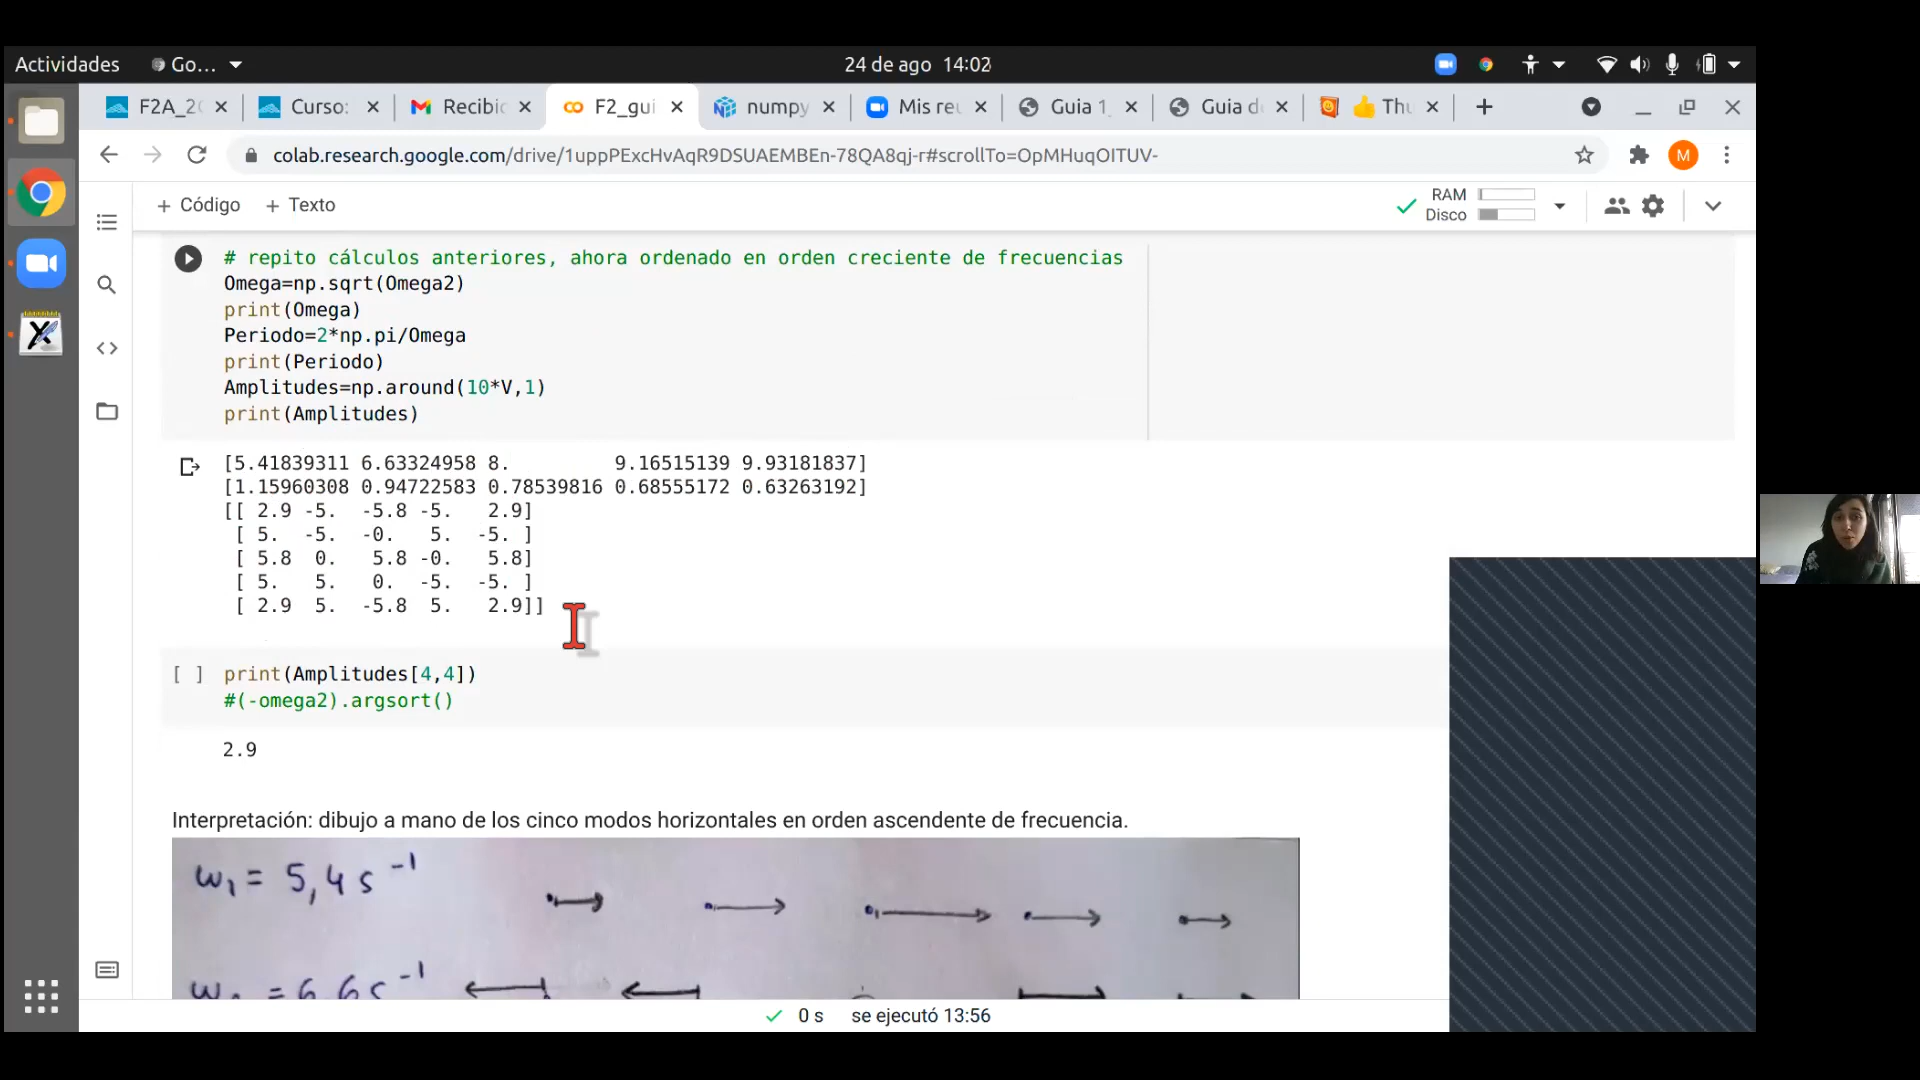 Actividades
Go...
24 de ago 14:02
F2A_20
Curso:
Recibid
F2_gui
numpy
Mis reu
Guia 1
Guia d
Thu
colab.research.google.com/drive/1uppPExcHvAqR9DSUAEMBEn-78QA8qj-r#scrollTo=OpMHuqOITUV-
M
+ Código + Texto
RAM
Disco
# repito cálculos anteriores, ahora ordenado en orden creciente de frecuencias
Omega=np.sqrt(Omega2)
print(Omega)
Periodo=2*np.pi/Omega
print(Periodo)
Amplitudes=np.around(10*V,1)
print(Amplitudes)
[5.41839311 6.63324958 8. 9.16515139 9.93181837]
[1.15960308 0.94722583 0.78539816 0.68555172 0.63263192]
[[ 2.9 -5. -5.8 -5. 2.9]
[ 5. -5. -0. 5. -5. ]
[ 5.8 0. 5.8 -0. 5.8]
[ 5. 5. 0. -5. -5. ]
[ 2.9 5. -5.8 5. 2.9]]
[ ] print(Amplitudes[4,4])
#(-omega2).argsort()
2.9
Interpretación: dibujo a mano de los cinco modos horizontales en orden ascendente de frecuencia.
ω₁ = 5,4 s⁻¹
= 6,6 s⁻¹
0 s se ejecutó 13:56